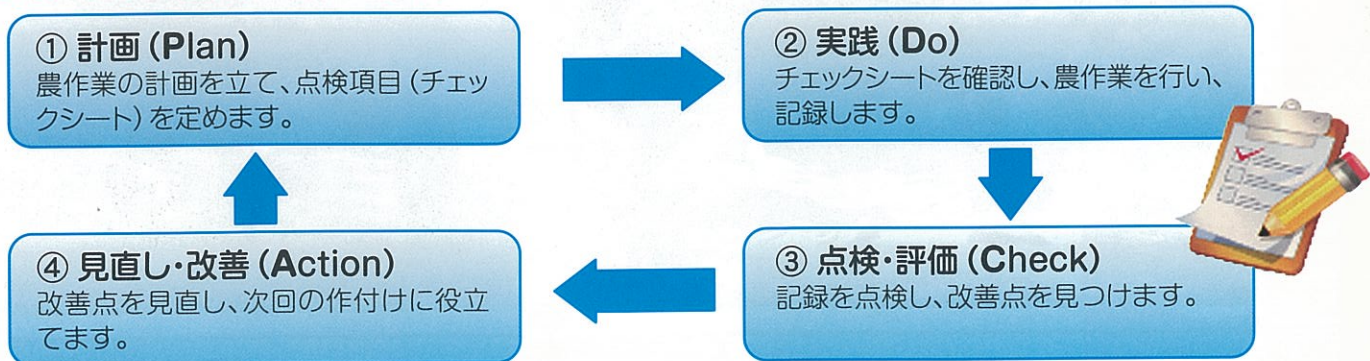 ① 計画(Plan)
農作業の計画を立て、点検項目(チェッ
クシート)を定めます。
② 実践(Do)
チェックシートを確認し、農作業を行い、
記録します。
③ 点検・評価(Check)
記録を点検し、改善点を見つけます。
④ 見直し・改善(Action)
改善点を見直し、次回の作付けに役立
てます。